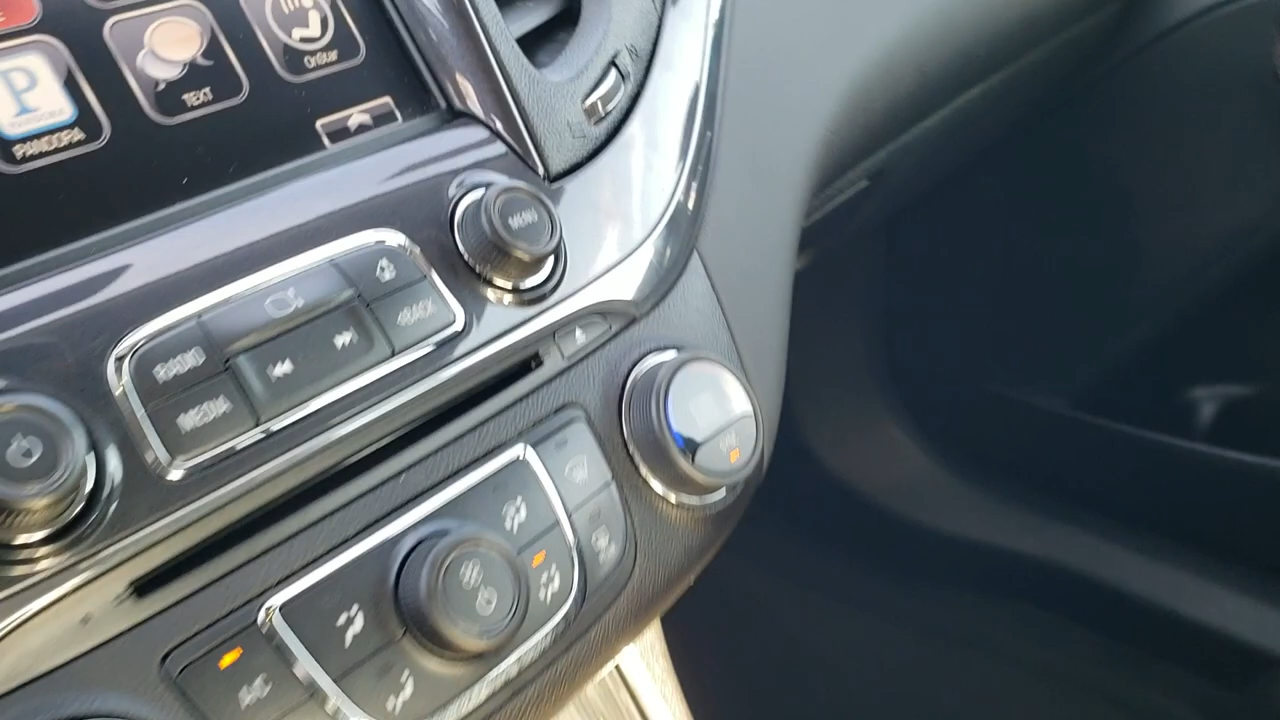 OnStar
TEXT
P
PANDORA
MENU
RADIO
<BACK
MEDIA
A/C